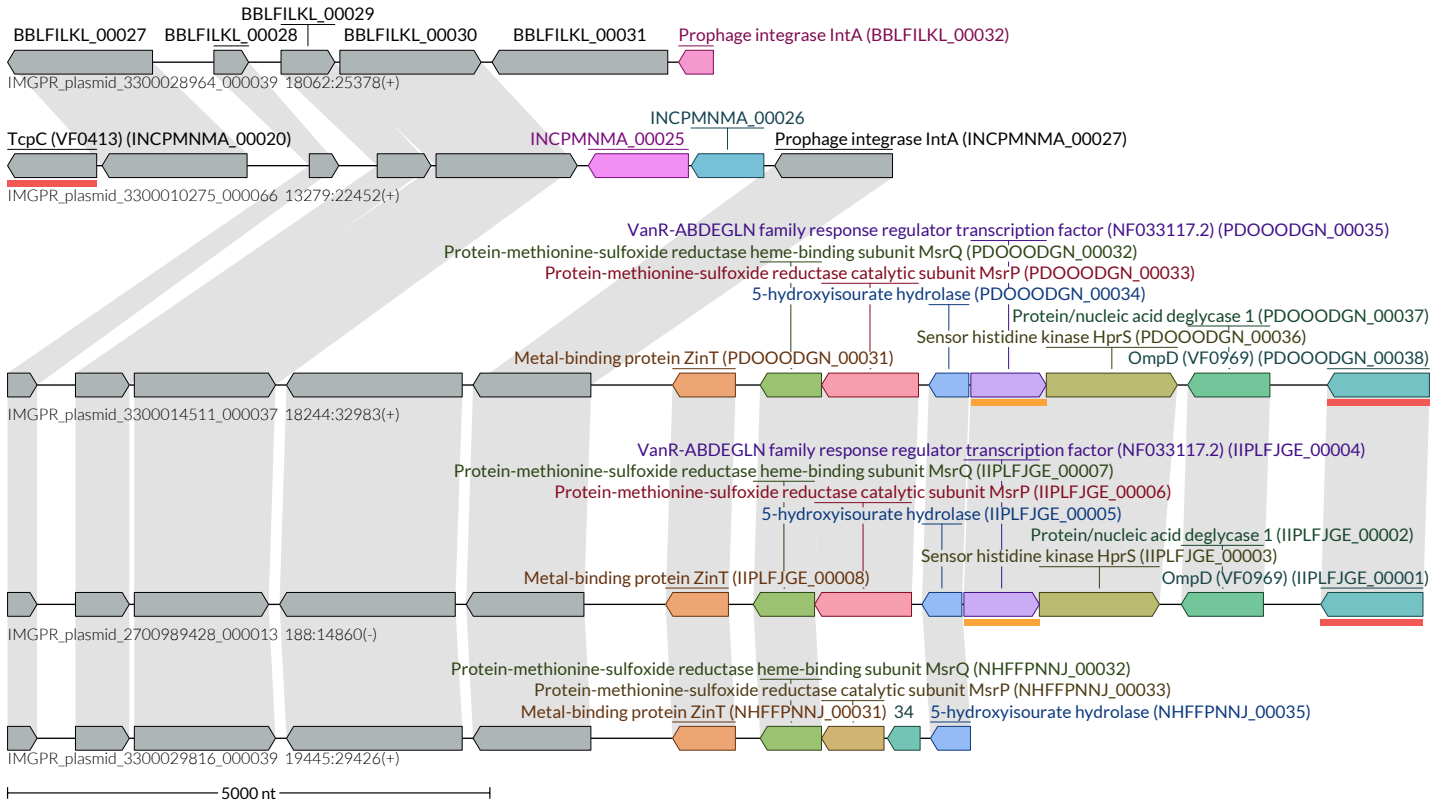 BBLFILKL_00029
BBLFILKL_00027 BBLFILKL_00028 BBLFILKL_00030 BBLFILKL_00031 Prophage integrase IntA (BBLFILKL_00032)
IMGPR_plasmid_3300028964_000039 18062:25378(+)
INCPMNMA_00026
TcpC (VF0413) (INCPMNMA_00020) INCPMNMA_00025 Prophage integrase IntA (INCPMNMA_00027)
IMGPR_plasmid_3300010275_000066 13279:22452(+)
VanR-ABDEGLN family response regulator transcription factor (NF033117.2) (PDOOODGN_00035)
Protein-methionine-sulfoxide reductase heme-binding subunit MsrQ (PDOOODGN_00032)
Protein-methionine-sulfoxide reductase catalytic subunit MsrP (PDOOODGN_00033)
5-hydroxyisourate hydrolase (PDOOODGN_00034)
Protein/nucleic acid deglycase 1 (PDOOODGN_00037)
Sensor histidine kinase HprS (PDOOODGN_00036)
Metal-binding protein ZinT (PDOOODGN_00031) OmpD (VF0969) (PDOOODGN_00038)
IMGPR_plasmid_3300014511_000037 18244:32983(+)
VanR-ABDEGLN family response regulator transcription factor (NF033117.2) (IIPLFJGE_00004)
Protein-methionine-sulfoxide reductase heme-binding subunit MsrQ (IIPLFJGE_00007)
Protein-methionine-sulfoxide reductase catalytic subunit MsrP (IIPLFJGE_00006)
5-hydroxyisourate hydrolase (IIPLFJGE_00005)
Protein/nucleic acid deglycase 1 (IIPLFJGE_00002)
Sensor histidine kinase HprS (IIPLFJGE_00003)
Metal-binding protein ZinT (IIPLFJGE_00008) OmpD (VF0969) (IIPLFJGE_00001)
IMGPR_plasmid_2700989428_000013 188:14860(-)
Protein-methionine-sulfoxide reductase heme-binding subunit MsrQ (NHFFPNNJ_00032)
Protein-methionine-sulfoxide reductase catalytic subunit MsrP (NHFFPNNJ_00033)
Metal-binding protein ZinT (NHFFPNNJ_00031) 34 5-hydroxyisourate hydrolase (NHFFPNNJ_00035)
IMGPR_plasmid_3300029816_000039 19445:29426(+)
5000 nt